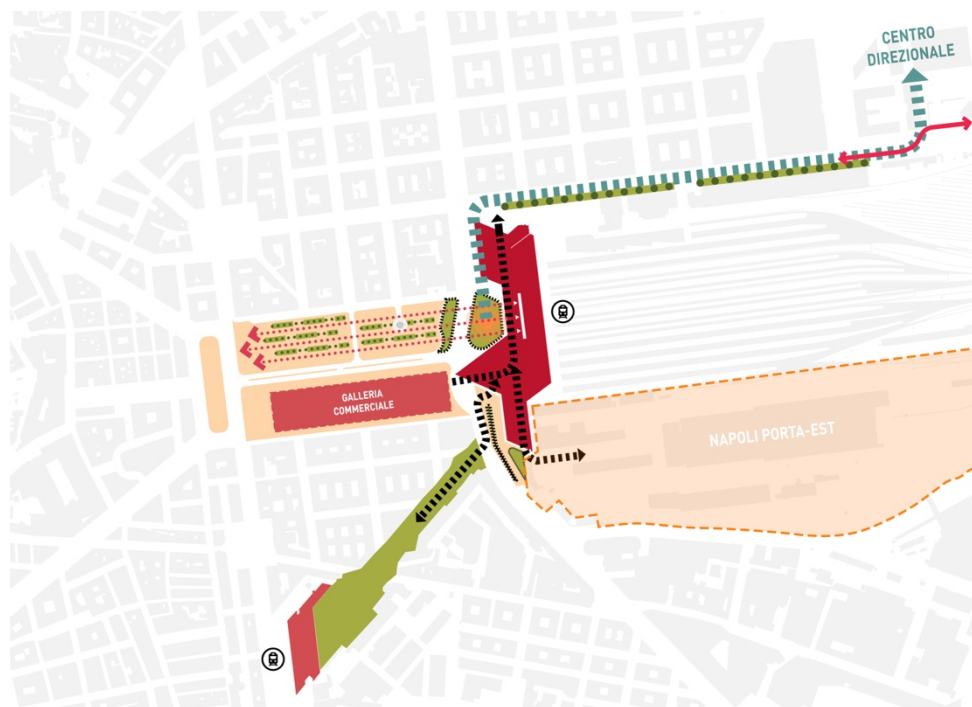 CENTRO
DIREZIONALE
GALLERIA
COMMERCIALE
NAPOLI PORTA-EST